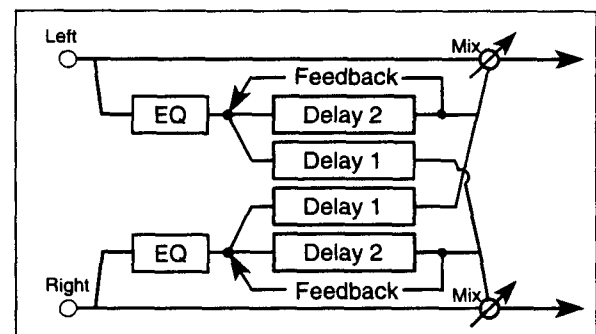 Left
Mix
Feedback
EQ
Delay 2
Delay 1
Delay 1
EQ
Delay 2
Right
Feedback
Mix